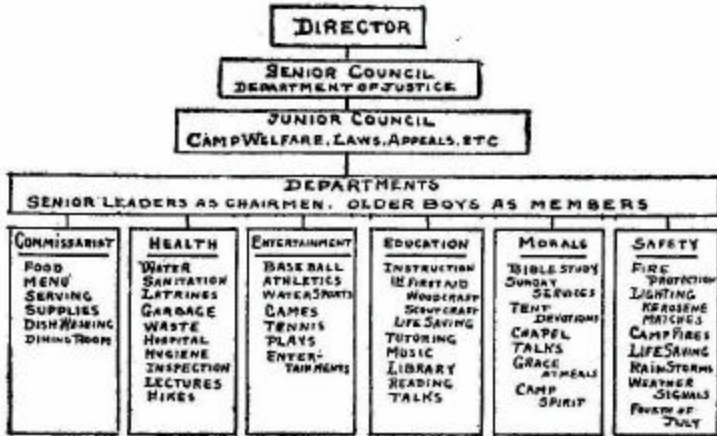 DIRECTOR
SENIOR COUNCIL
DEPARTMENT OF JUSTICE
JUNIOR COUNCIL
CAMP WELFARE, LAWS, APPEALS, ETC
DEPARTMENTS
SENIOR LEADERS AS CHAIRMEN. OLDER BOYS AS MEMBERS
COMMISSARIAT
FOOD
MENU
SERVING
SUPPLIES
DISH WASHING
DINING ROOM
HEALTH
WATER
SANITATION
LATRINES
GARBAGE
WASTE
HOSPITAL
HYGIENE
INSPECTION
LECTURES
HIKES
ENTERTAINMENT
BASEBALL
ATHLETICS
WATER SPORTS
GAMES
TENNIS
PLAYS
ENTER-
TAINMENTS
EDUCATION
INSTRUCTION
IN FIRST AID
WOODCRAFT
SCOUTCRAFT
LIFE SAVING
TUTORING
MUSIC
LIBRARY
READING
TALKS
MORALS
BIBLE STUDY
SUNDAY
SERVICES
TENT
DEVOTIONS
CHAPEL
TALKS
GRACE
AT MEALS
CAMP
SPIRIT
SAFETY
FIRE
PROTECTION
LIGHTING
KEROSENE
MATCHES
CAMP FIRES
LIFE SAVING
RAIN STORMS
WEATHER
SIGNALS
FOURTH OF
JULY